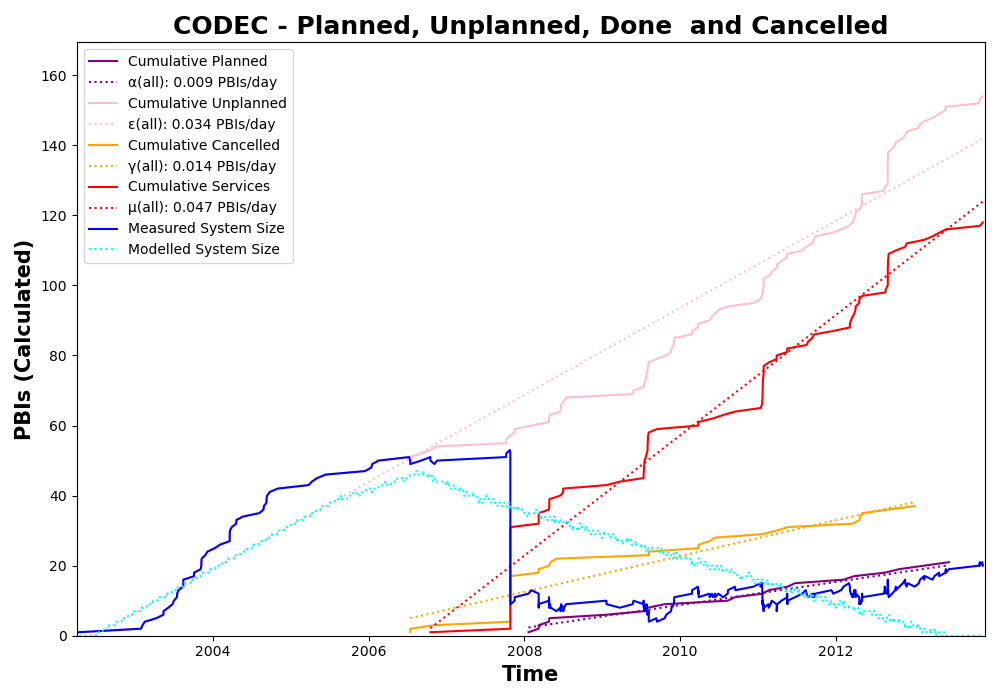 CODEC - Planned, Unplanned, Done  and Cancelled
PBIs (Calculated)
160
140
120
100
80
60
40
20
0
Cumulative Planned
α(all): 0.009 PBIs/day
Cumulative Unplanned
ε(all): 0.034 PBIs/day
Cumulative Cancelled
γ(all): 0.014 PBIs/day
Cumulative Services
μ(all): 0.047 PBIs/day
Measured System Size
Modelled System Size
2004 2006 2008 2010 2012
Time